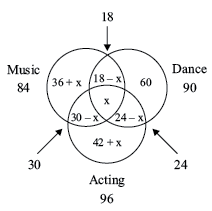 18
Music
84
Dance
90
36 + x
18 – x
60
x
30 – x
24 – x
42 + x
30
24
Acting
96